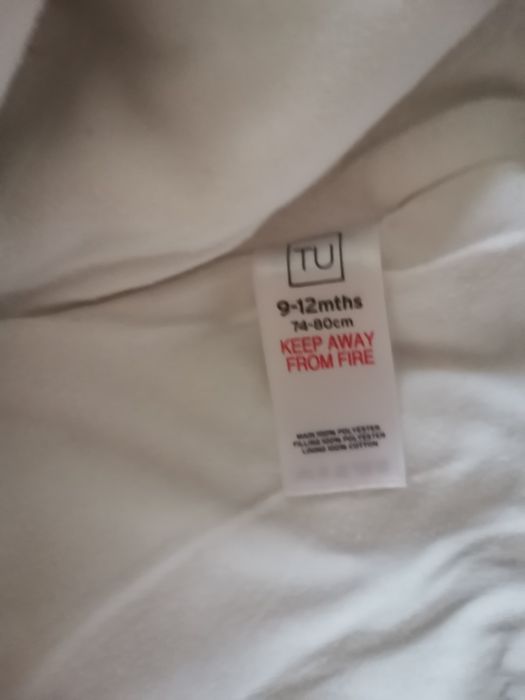 TU
9-12mths
74-80cm
KEEP AWAY
FROM FIRE
MAIN 100% POLYESTER
FILLING 100% POLYESTER
LINING 100% COTTON